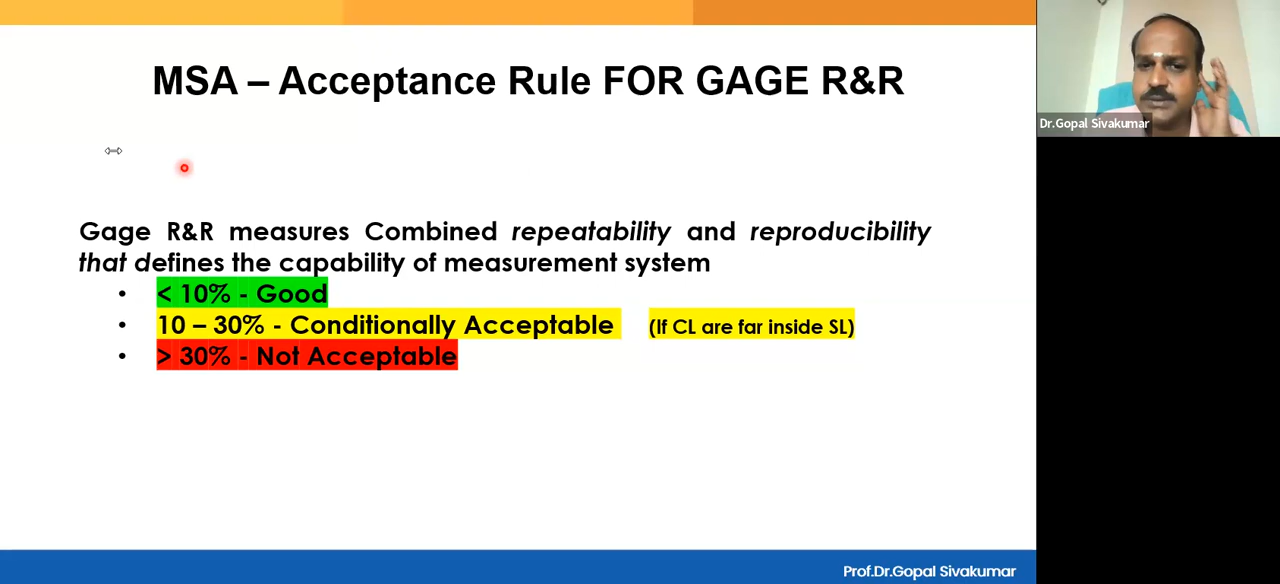 MSA – Acceptance Rule FOR GAGE R&R
Dr.Gopal Sivakumar
Gage R&R measures Combined repeatability and reproducibility
that defines the capability of measurement system
• < 10% - Good
• 10 – 30% - Conditionally Acceptable (If CL are far inside SL)
• > 30% - Not Acceptable
Prof.Dr.Gopal Sivakumar